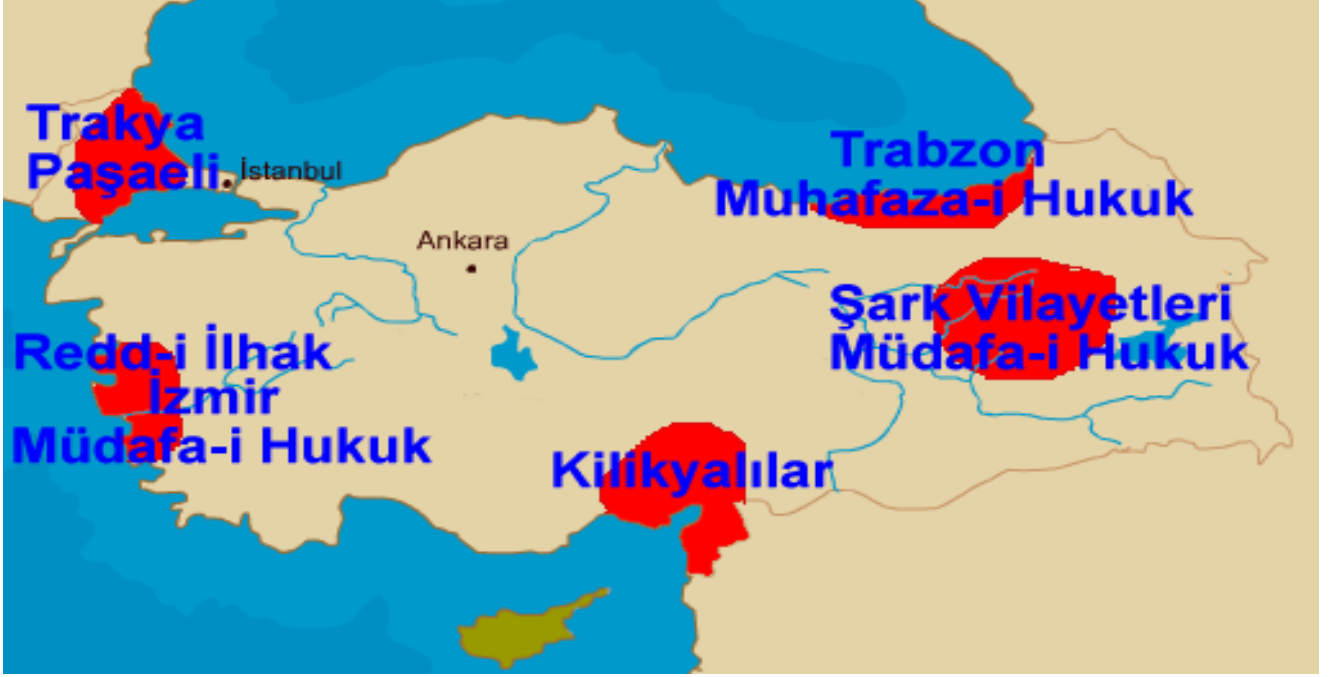 Trakya
Paşaeli
İstanbul
Ankara
Trabzon
Muhafaza-i Hukuk
Şark Vilayetleri
Müdafa-i Hukuk
Redd-i İlhak
İzmir
Müdafa-i Hukuk
Kilikyalılar